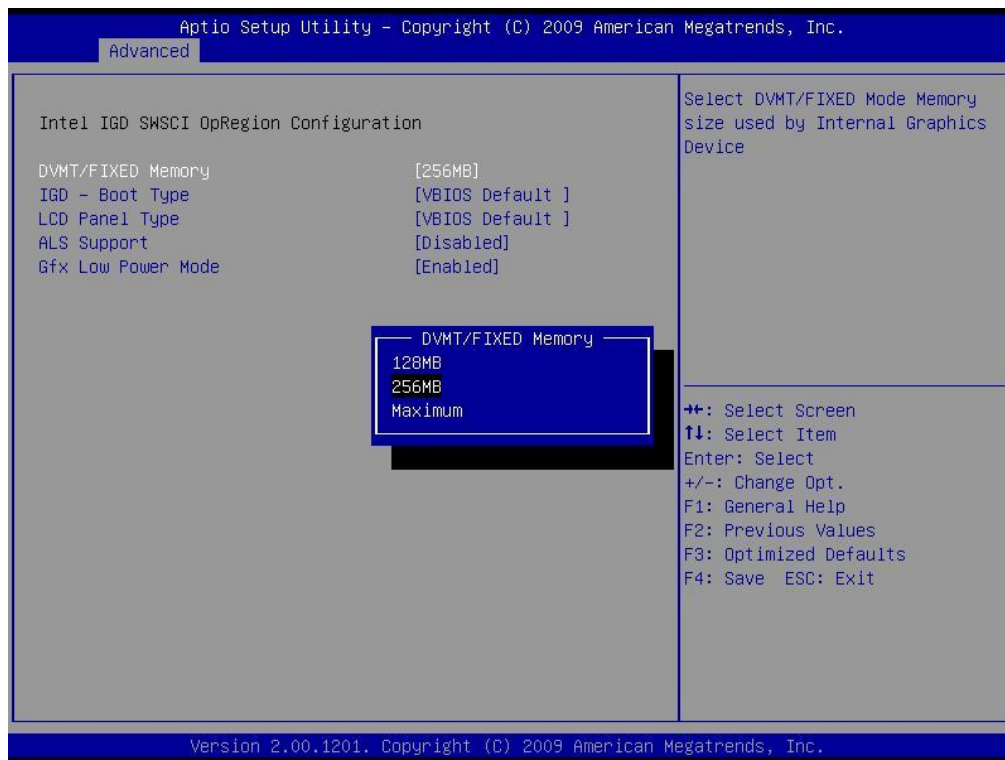 Aptio Setup Utility – Copyright (C) 2009 American Megatrends, Inc.
Advanced
Intel IGD SWSCI OpRegion Configuration
DVMT/FIXED Memory [256MB]
IGD – Boot Type [VBIOS Default ]
LCD Panel Type [VBIOS Default ]
ALS Support [Disabled]
Gfx Low Power Mode [Enabled]
DVMT/FIXED Memory
128MB
256MB
Maximum
Select DVMT/FIXED Mode Memory
size used by Internal Graphics
Device
→←: Select Screen
↑↓: Select Item
Enter: Select
+/-: Change Opt.
F1: General Help
F2: Previous Values
F3: Optimized Defaults
F4: Save  ESC: Exit
Version 2.00.1201. Copyright (C) 2009 American Megatrends, Inc.